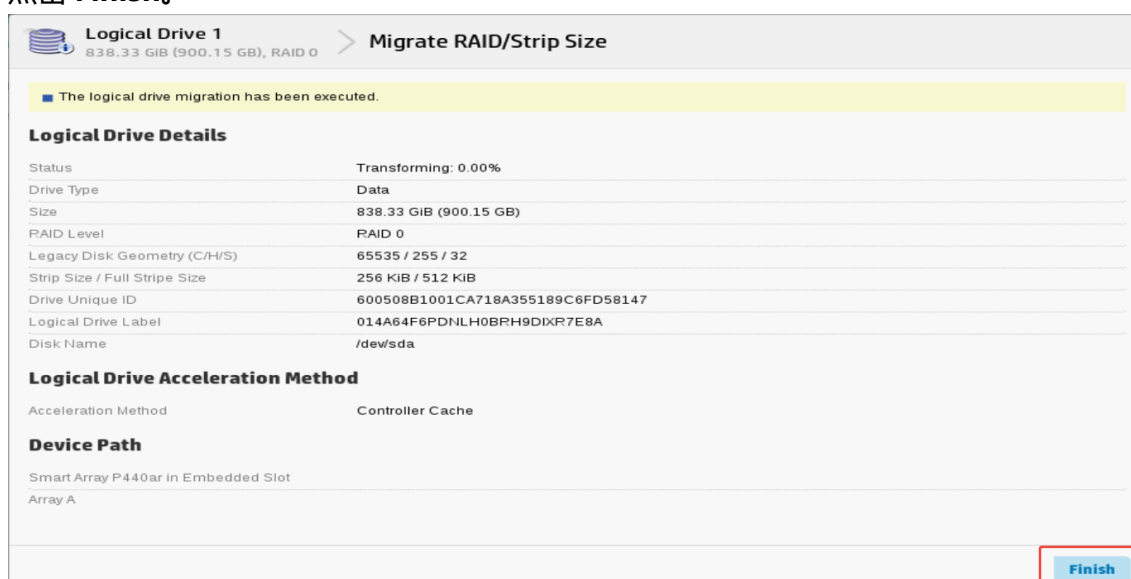 点击 Finish。
Logical Drive 1
838.33 GiB (900.15 GB), RAID 0
Migrate RAID/Strip Size
The logical drive migration has been executed.
Logical Drive Details
Status Transforming: 0.00%
Drive Type Data
Size 838.33 GiB (900.15 GB)
RAID Level RAID 0
Legacy Disk Geometry (C/H/S) 65535 / 255 / 32
Strip Size / Full Stripe Size 256 KiB / 512 KiB
Drive Unique ID 600508B1001CA718A355189C6FD58147
Logical Drive Label 014A64F6PDNLH0BRH9DIXR7E8A
Disk Name /dev/sda
Logical Drive Acceleration Method
Acceleration Method Controller Cache
Device Path
Smart Array P440ar in Embedded Slot
Array A
Finish